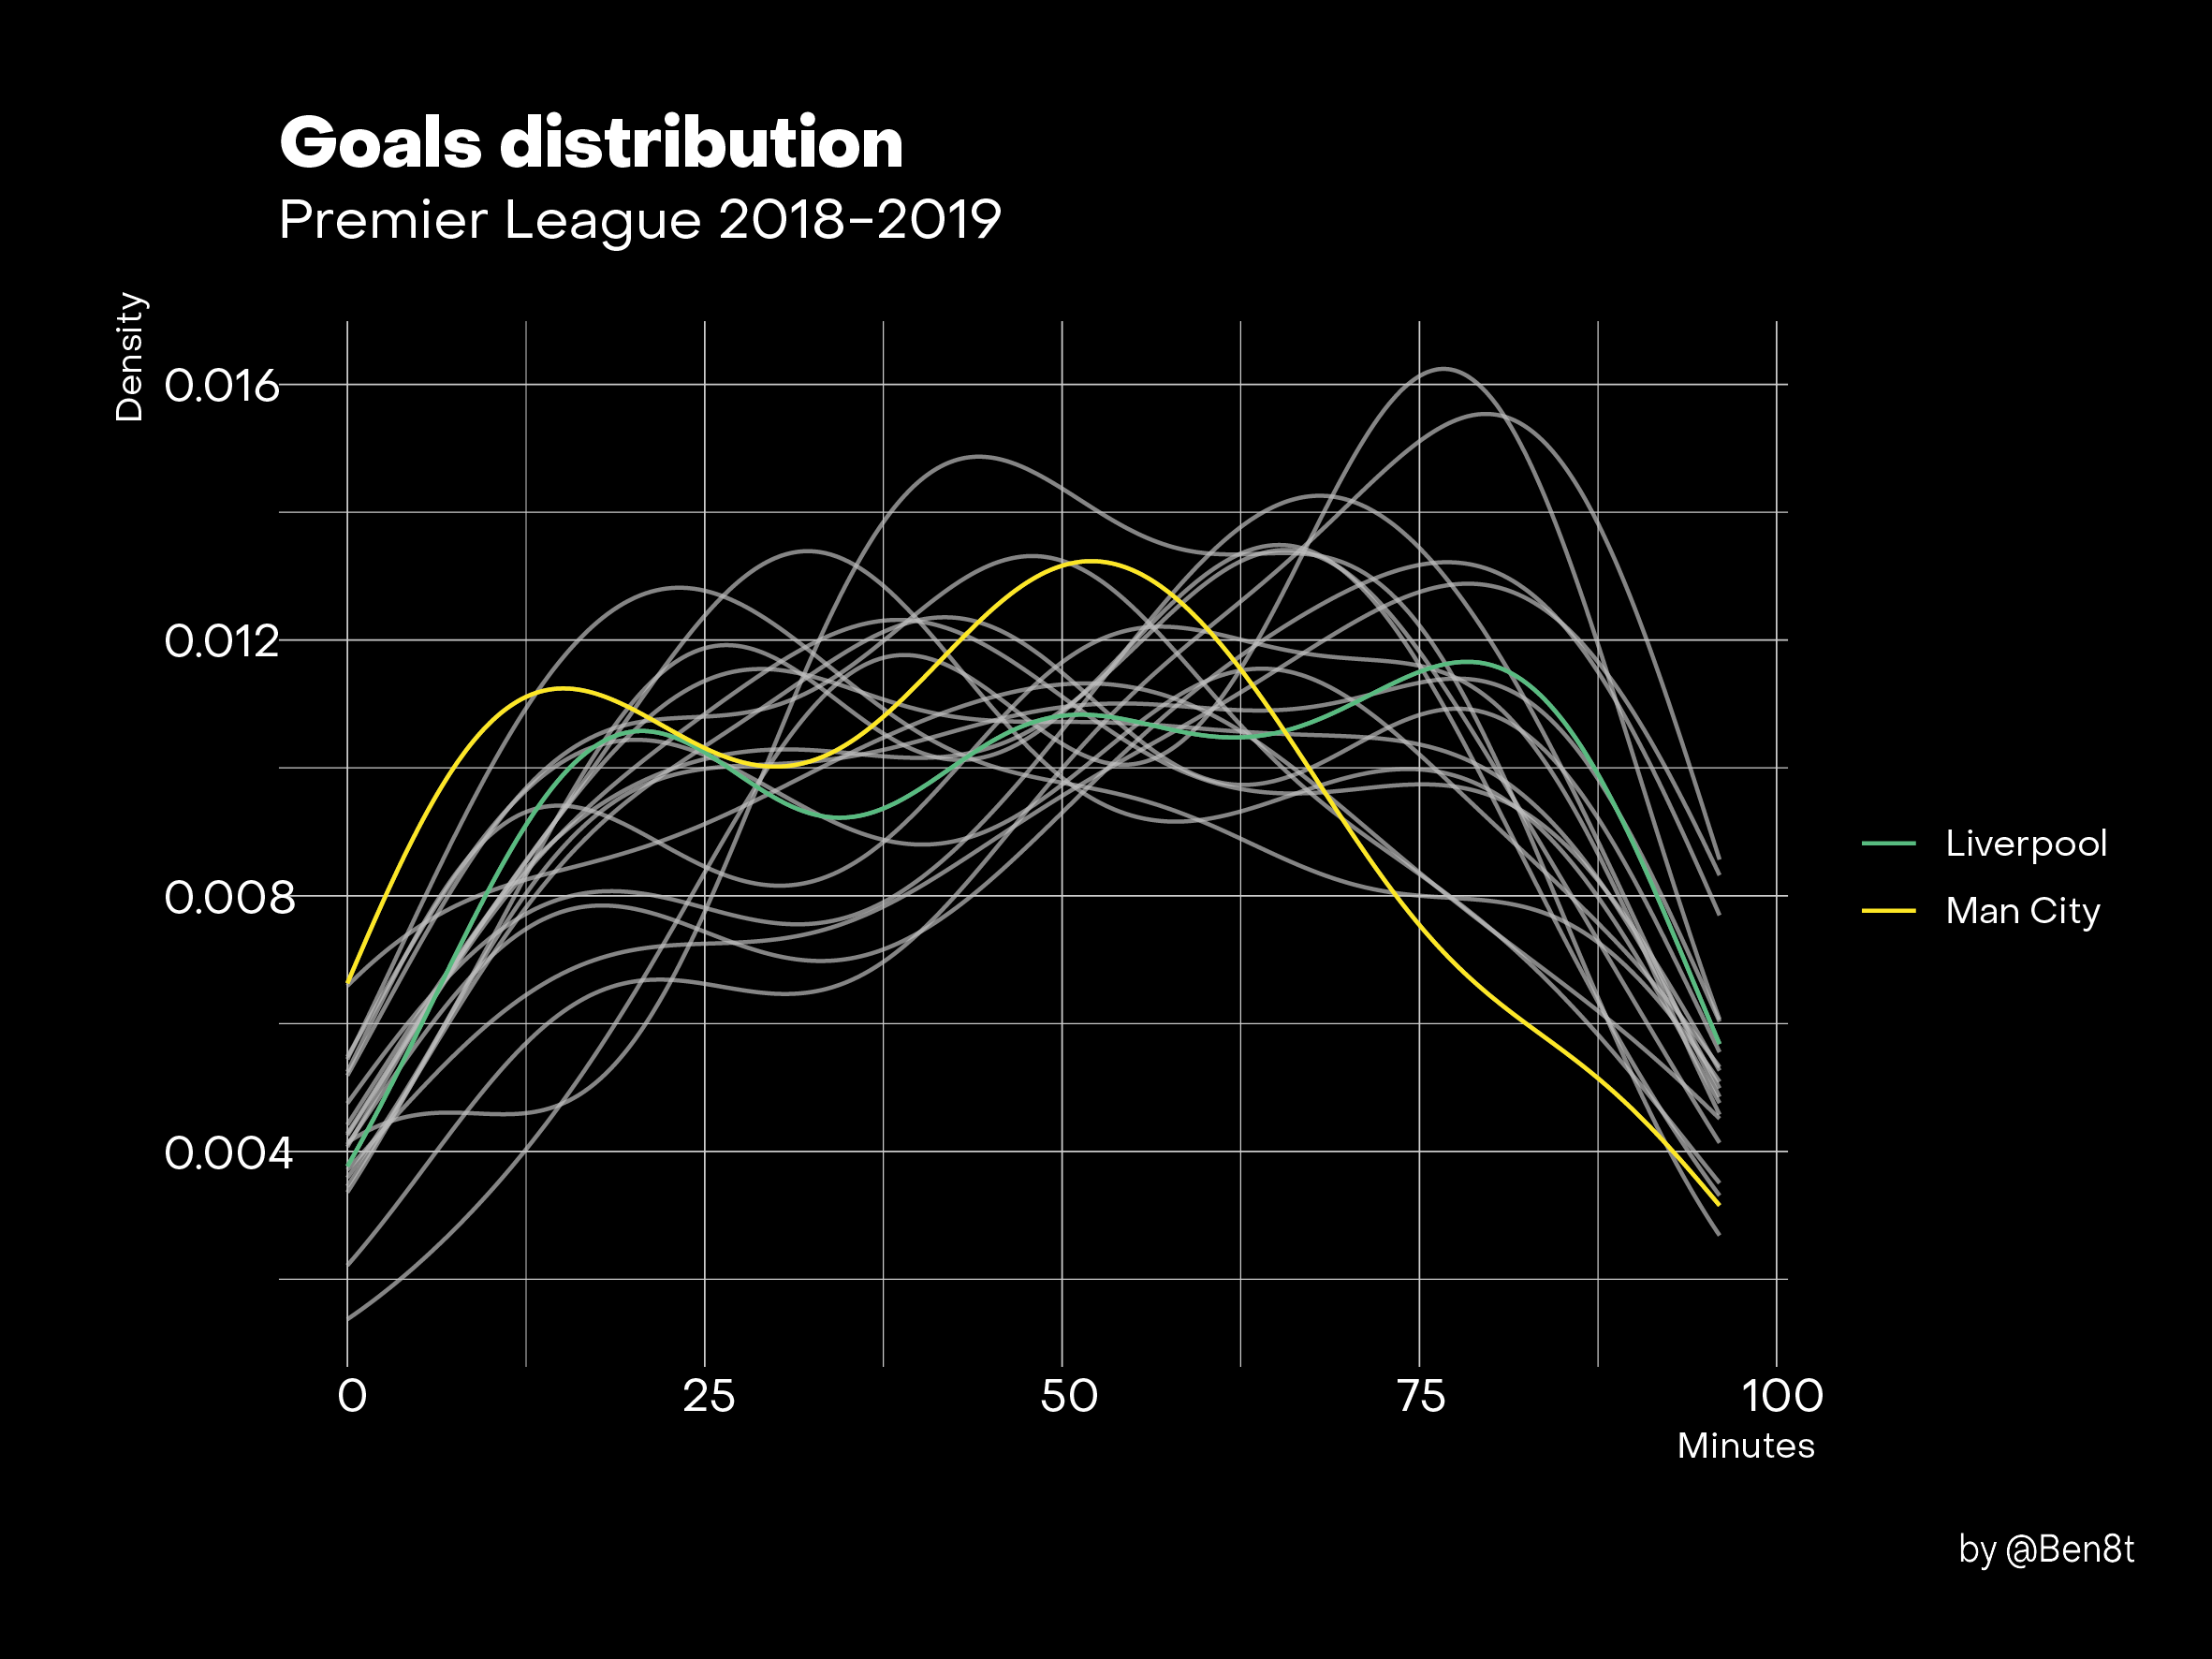 Goals distribution
Premier League 2018–2019
Density
0.016
0.012
0.008
0.004
0
25
50
75
100
Minutes
Liverpool
Man City
by @Ben8t